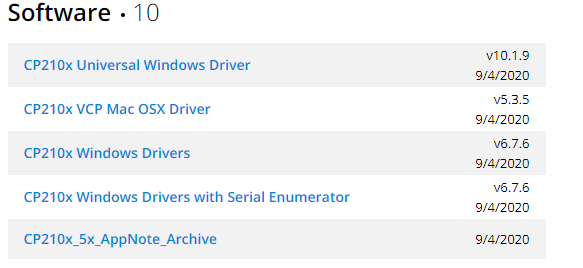 Software • 10
CP210x Universal Windows Driver
v10.1.9
9/4/2020
CP210x VCP Mac OSX Driver
v5.3.5
9/4/2020
CP210x Windows Drivers
v6.7.6
9/4/2020
CP210x Windows Drivers with Serial Enumerator
v6.7.6
9/4/2020
CP210x_5x_AppNote_Archive
9/4/2020